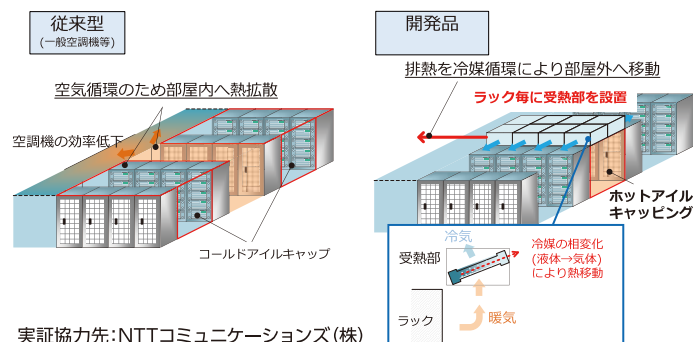 従来型
(一般空調機等)
空気循環のため部屋内へ熱拡散
空調機の効率低下
コールドアイルキャップ
開発品
排熱を冷媒循環により部屋外へ移動
ラック毎に受熱部を設置
ホットアイル
キャッピング
冷気
受熱部
冷媒の相変化
(液体→気体)
により熱移動
ラック
暖気
実証協力先:NTTコミュニケーションズ(株)